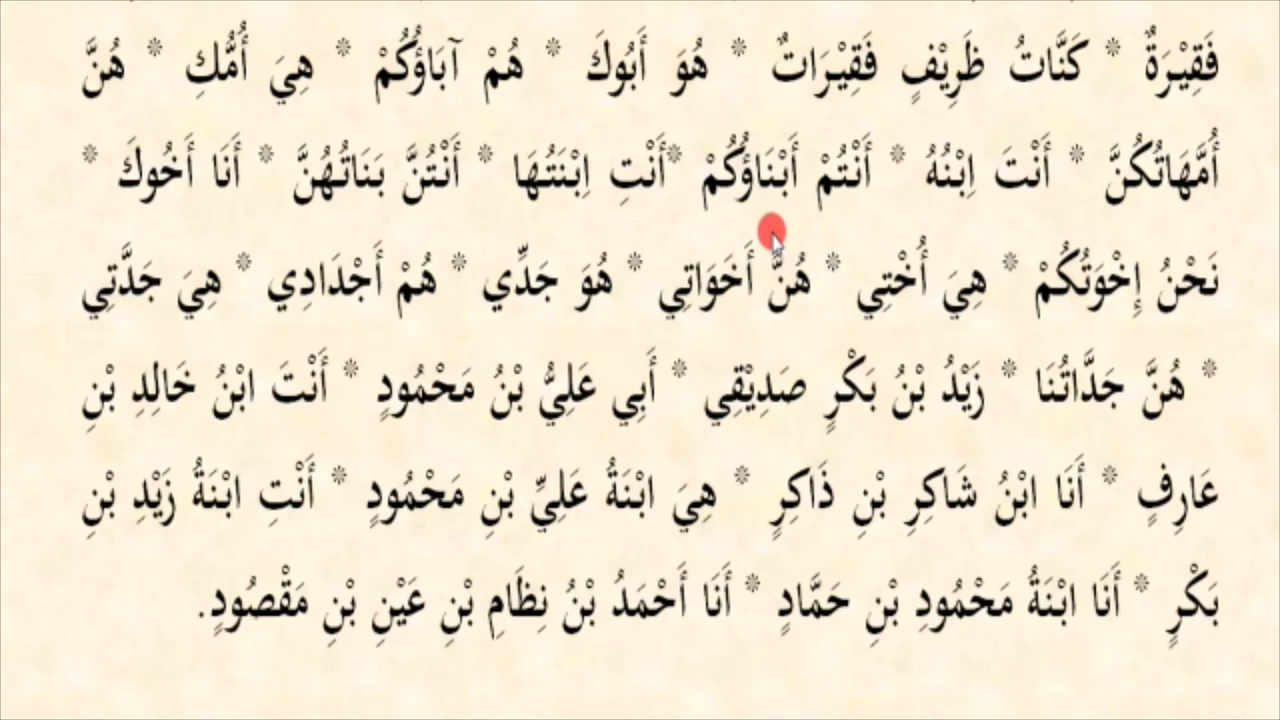 فَقِيْرَةٌ * كَنَّاتُ ظَرِيْفٍ فَقِيْرَاتٌ * هُوَ أَبُوكَ * هُمْ آبَاؤُكُمْ * هِيَ أُمُّكِ * هُنَّ
أُمَّهَاتُكُنَّ * أَنْتَ اِبْنُهُ * أَنْتُمْ أَبْنَاؤُكُمْ *أَنْتِ اِبْنَتُهَا * أَنْتُنَّ بَنَاتُهُنَّ * أَنَا أَخُوكَ *
نَحْنُ إِخْوَتُكُمْ * هِيَ أُخْتِي * هُنَّ أَخَوَاتِي * هُوَ جَدِّي * هُمْ أَجْدَادِي * هِيَ جَدَّتِي
* هُنَّ جَدَّاتُنَا * زَيْدُ بْنُ بَكْرٍ صَدِيْقِي * أَبِي عَلِيُّ بْنُ مَحْمُودٍ * أَنْتَ ابْنُ خَالِدِ بْنِ
عَارِفٍ * أَنَا ابْنُ شَاكِرِ بْنِ ذَاكِرٍ * هِيَ ابْنَةُ عَلِيِّ بْنِ مَحْمُودٍ * أَنْتِ ابْنَةُ زَيْدِ بْنِ
بَكْرٍ * أَنَا ابْنَةُ مَحْمُودِ بْنِ حَمَّادٍ * أَنَا أَحْمَدُ بْنُ نِظَامِ بْنِ عَيْنِ بْنِ مَقْصُودٍ.